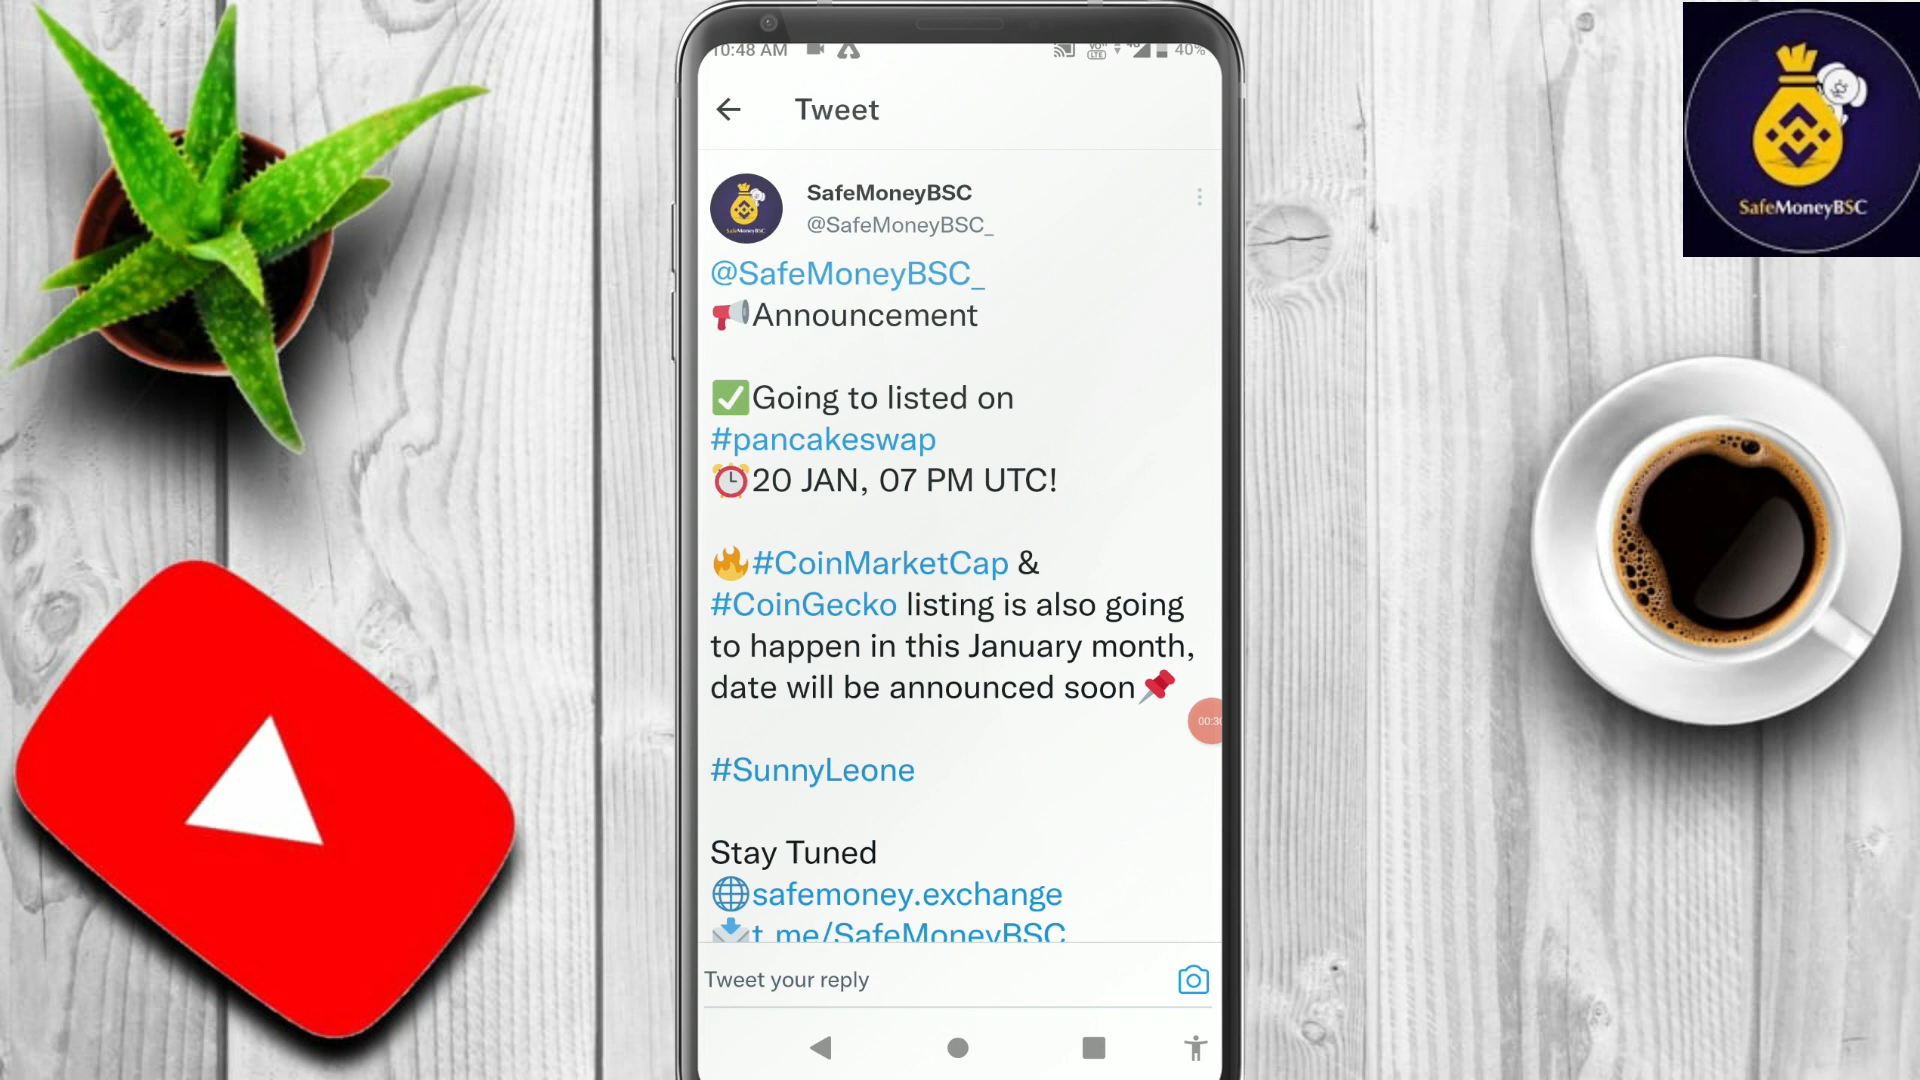 10:48 AM
40%
Tweet
SafeMoneyBSC
@SafeMoneyBSC_
@SafeMoneyBSC_
Announcement
Going to listed on
#pancakeswap
20 JAN, 07 PM UTC!
#CoinMarketCap &
#CoinGecko listing is also going
to happen in this January month,
date will be announced soon
#SunnyLeone
Stay Tuned
safemoney.exchange
t.me/SafeMoneyBSC
Tweet your reply
SafeMoneyBSC